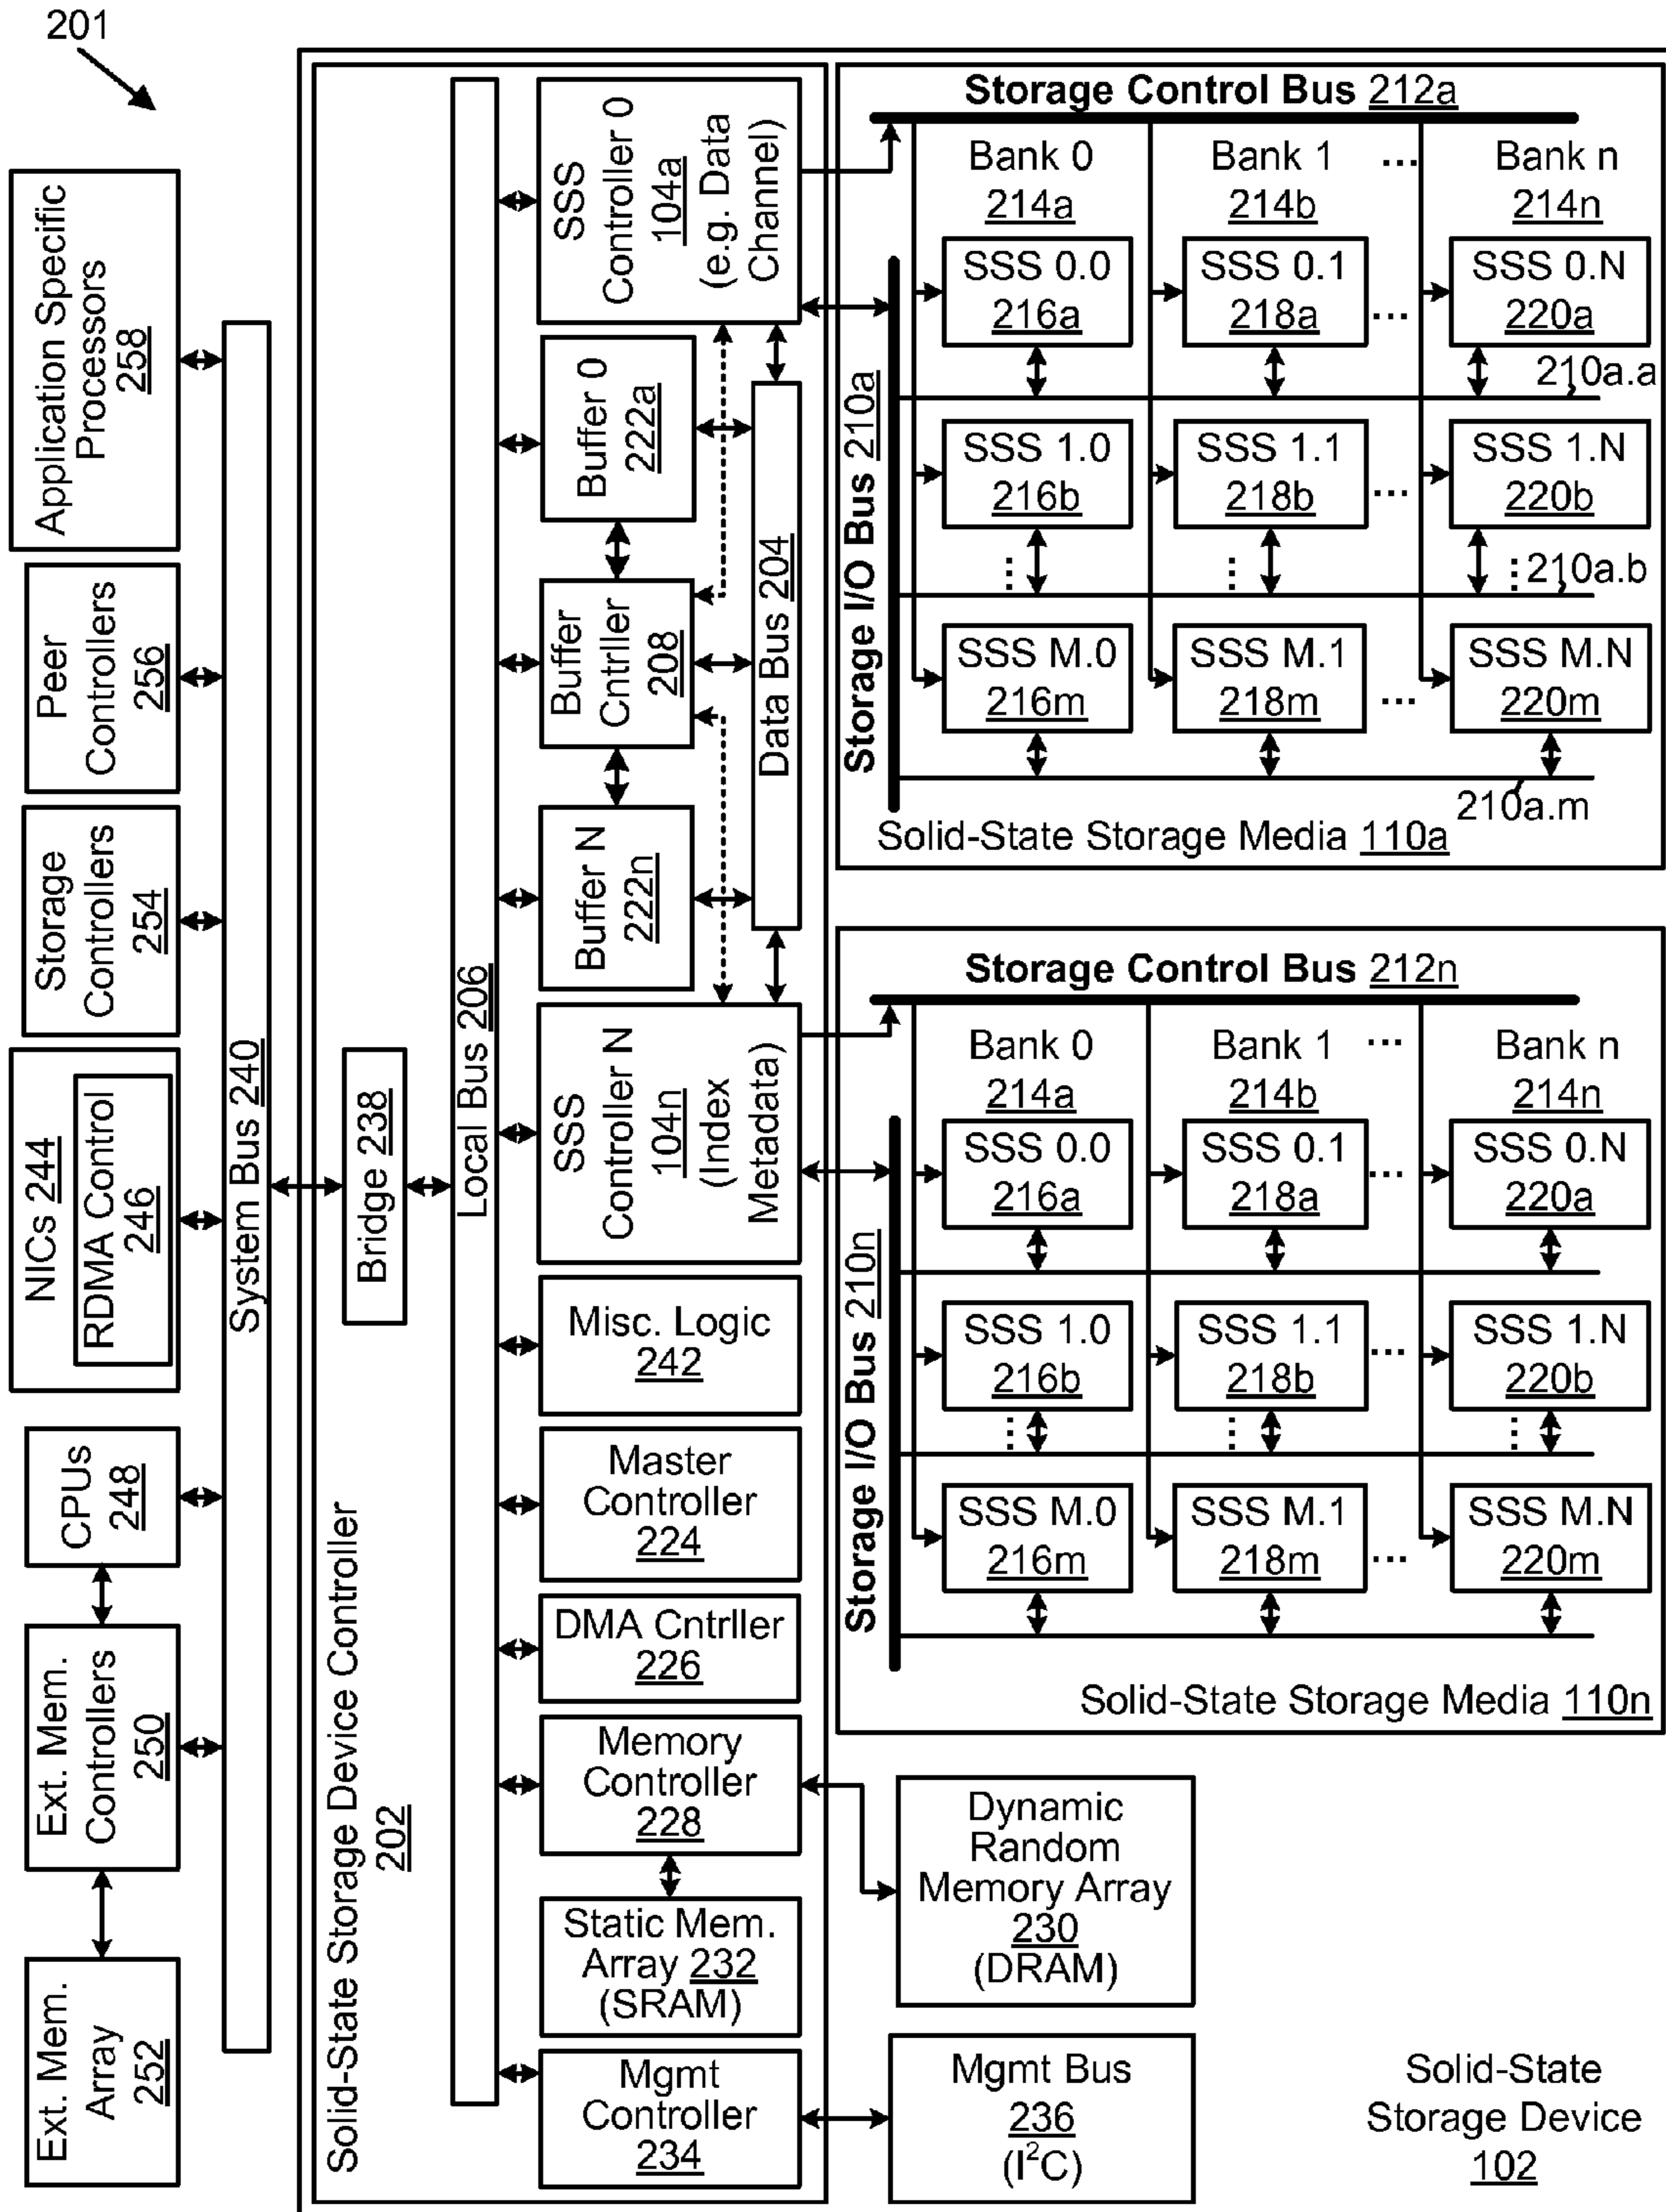 201
Application Specific
Processors
258
Peer
Controllers
256
Storage
Controllers
254
NICs 244
RDMA Control
246
CPUs
248
Ext. Mem.
Controllers
250
Ext. Mem.
Array
252
System Bus 240
Bridge 238
Solid-State Storage Device Controller
202
Local Bus 206
SSS
Controller 0
104a
(e.g. Data
Channel)
Buffer 0
222a
Buffer
Cntrller
208
Buffer N
222n
Data Bus 204
SSS
Controller N
104n
(Index
Metadata)
Misc. Logic
242
Master
Controller
224
DMA Cntrller
226
Memory
Controller
228
Static Mem.
Array 232
(SRAM)
Mgmt
Controller
234
Storage Control Bus 212a
Bank 0
214a
Bank 1
214b
...
Bank n
214n
Storage I/O Bus 210a
SSS 0.0
216a
SSS 0.1
218a
...
SSS 0.N
220a
210a.a
SSS 1.0
216b
SSS 1.1
218b
...
SSS 1.N
220b
...
...
...
210a.b
SSS M.0
216m
SSS M.1
218m
...
SSS M.N
220m
210a.m
Solid-State Storage Media 110a
Storage Control Bus 212n
Bank 0
214a
Bank 1
214b
...
Bank n
214n
Storage I/O Bus 210n
SSS 0.0
216a
SSS 0.1
218a
...
SSS 0.N
220a
SSS 1.0
216b
SSS 1.1
218b
...
SSS 1.N
220b
...
...
...
SSS M.0
216m
SSS M.1
218m
...
SSS M.N
220m
Solid-State Storage Media 110n
Dynamic
Random
Memory Array
230
(DRAM)
Mgmt Bus
236
(I²C)
Solid-State
Storage Device
102